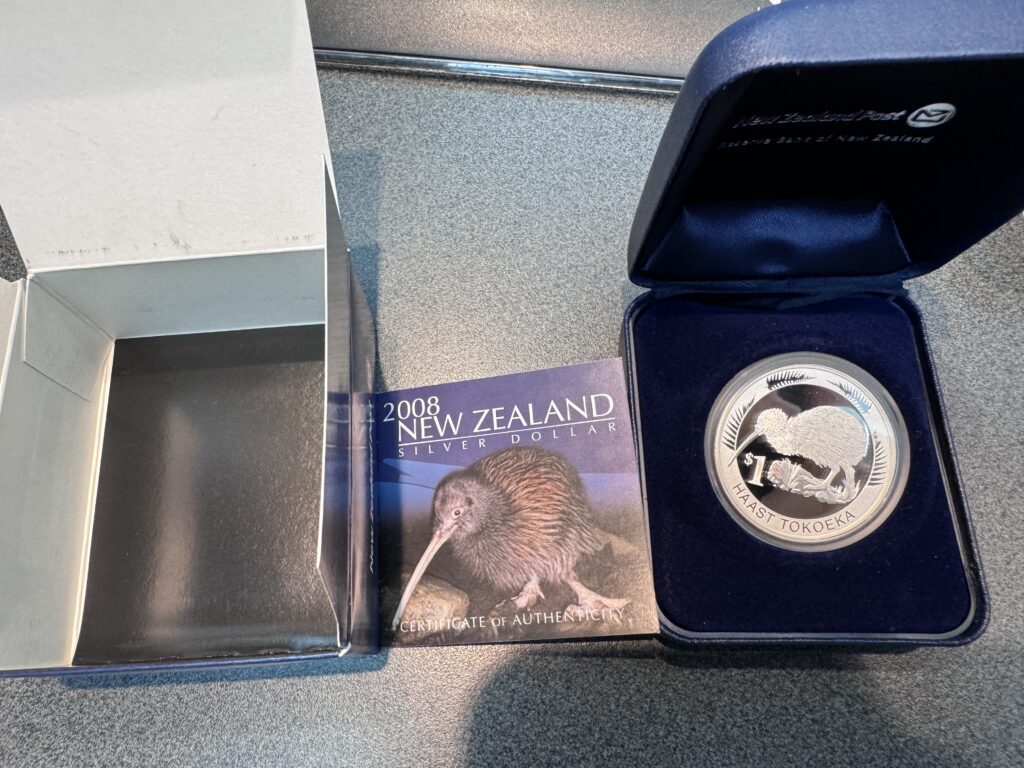 New Zealand Post
Reserve Bank of New Zealand
2008
NEW ZEALAND
SILVER DOLLAR
CERTIFICATE OF AUTHENTICITY
$1
HAAST TOKOEKA